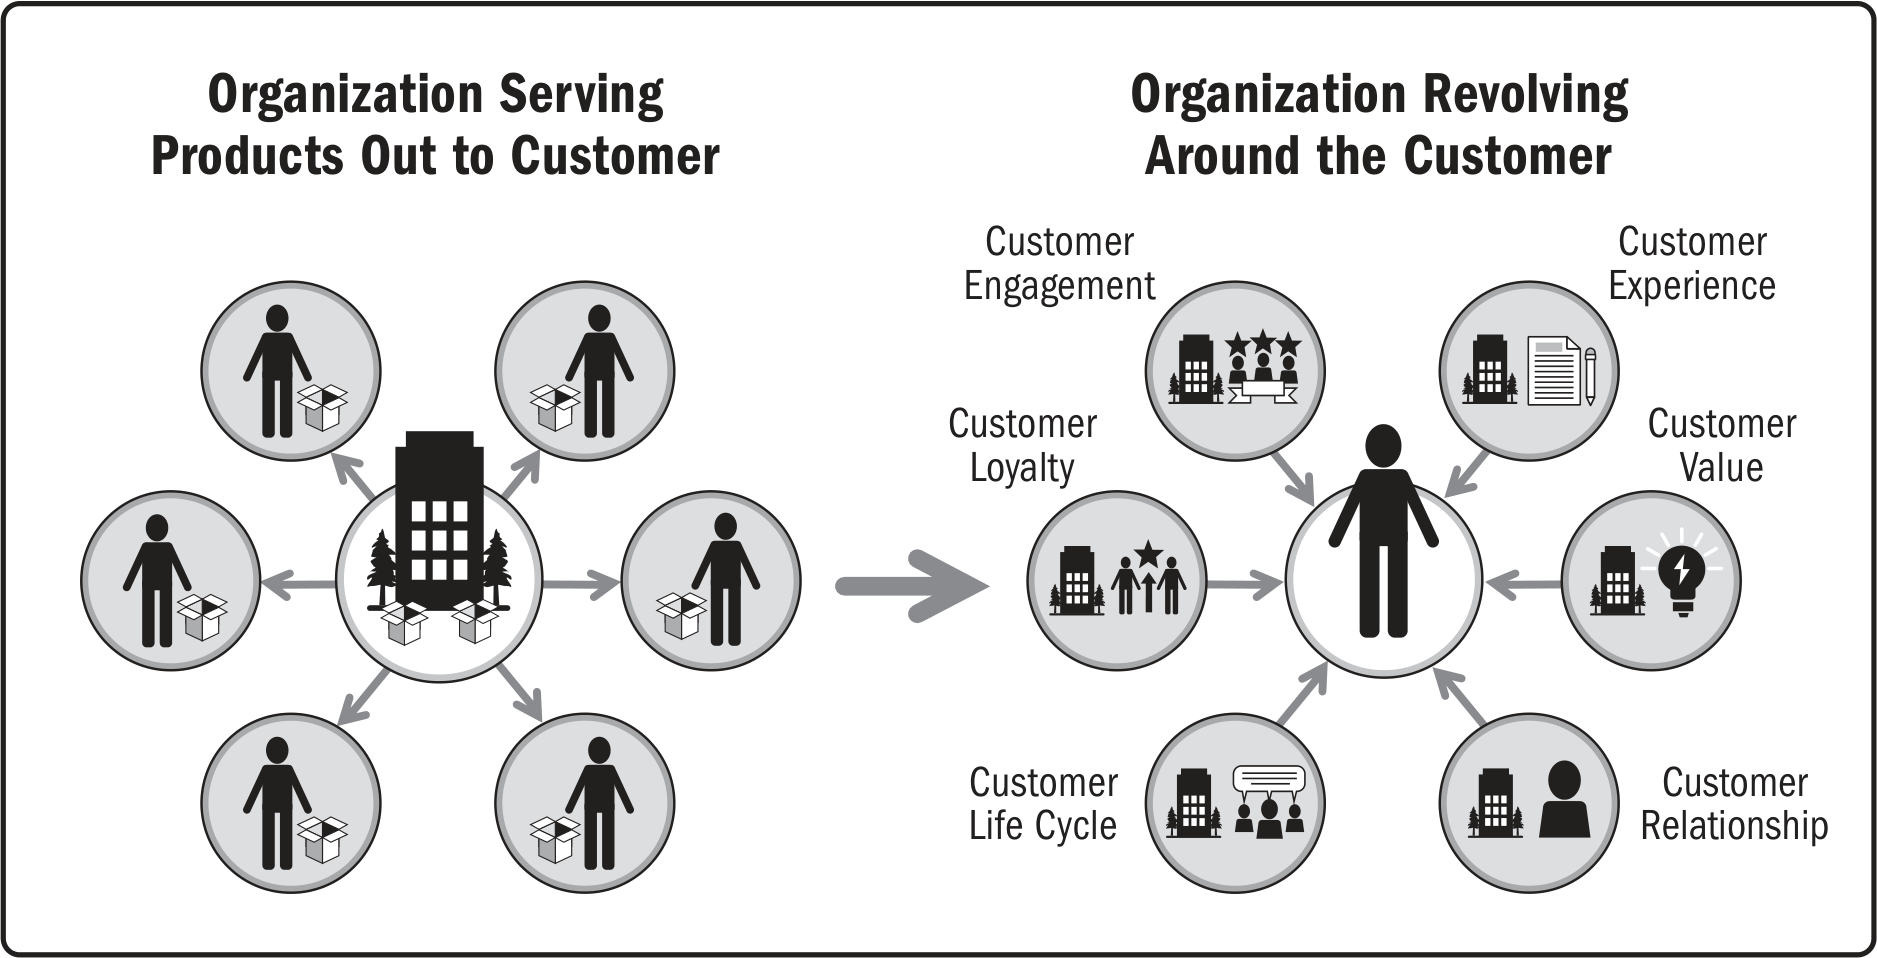 Organization Serving
Products Out to Customer
Organization Revolving
Around the Customer
Customer
Engagement
Customer
Experience
Customer
Loyalty
Customer
Value
Customer
Life Cycle
Customer
Relationship